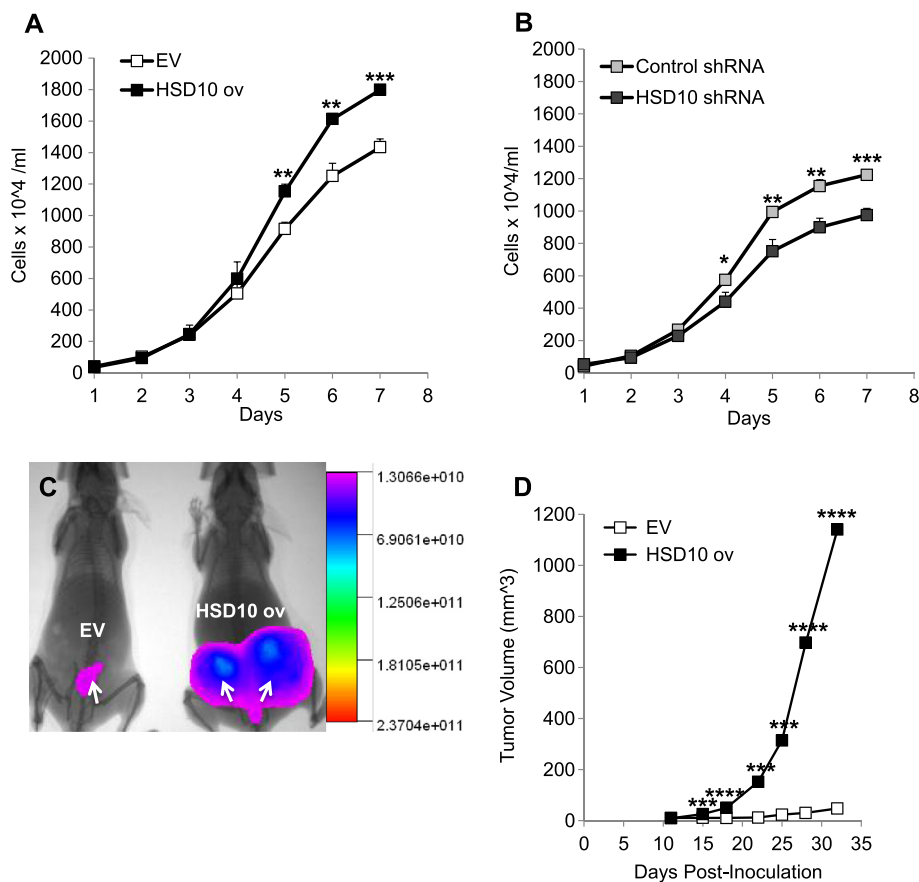 A
EV
HSD10 ov
2000
1800
1600
1400
1200
1000
800
600
400
200
0
Cells x 10^4 /ml
**
**
***
1 2 3 4 5 6 7 8
Days
B
Control shRNA
HSD10 shRNA
2000
1800
1600
1400
1200
1000
800
600
400
200
0
Cells x 10^4/ml
*
**
**
***
1 2 3 4 5 6 7 8
Days
C
EV
HSD10 ov
1.3066e+010
6.9061e+010
1.2506e+011
1.8105e+011
2.3704e+011
D
EV
HSD10 ov
1200
1000
800
600
400
200
0
Tumor Volume (mm^3)
***
****
***
***
****
****
0 5 10 15 20 25 30 35
Days Post-Inoculation